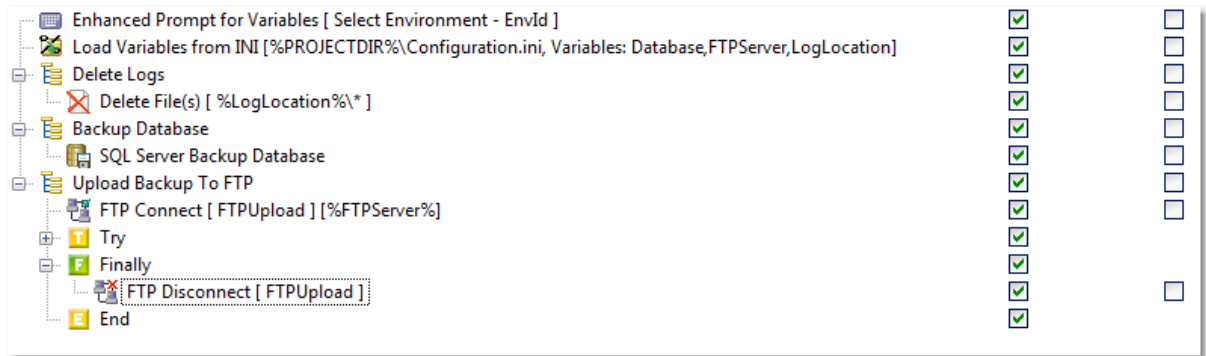 Enhanced Prompt for Variables [ Select Environment - EnvId ]
Load Variables from INI [%PROJECTDIR%\Configuration.ini, Variables: Database,FTPServer,LogLocation]
Delete Logs
Delete File(s) [ %LogLocation%\* ]
Backup Database
SQL Server Backup Database
Upload Backup To FTP
FTP Connect [ FTPUpload ] [%FTPServer%]
T Try
F Finally
FTP Disconnect [ FTPUpload ]
E End